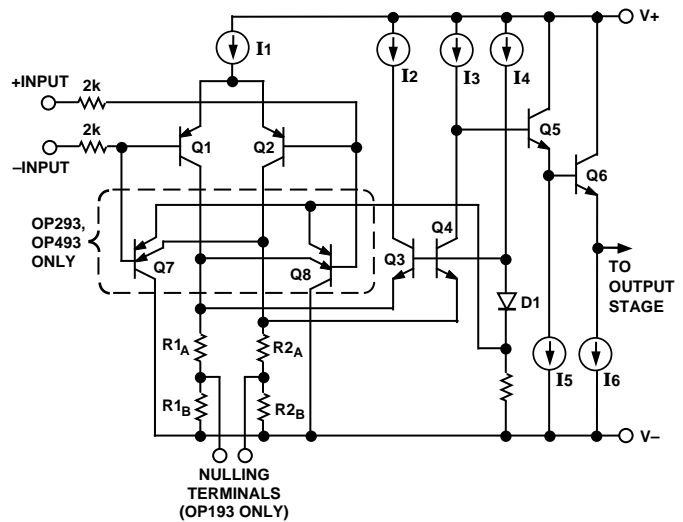 V+
I1
I2
I3
I4
+INPUT
2k
2k
–INPUT
Q1
Q2
Q5
Q6
OP293,
OP493
ONLY
Q7
Q8
Q3
Q4
TO
OUTPUT
STAGE
D1
R1A
R2A
I5
I6
R1B
R2B
V–
NULLING
TERMINALS
(OP193 ONLY)